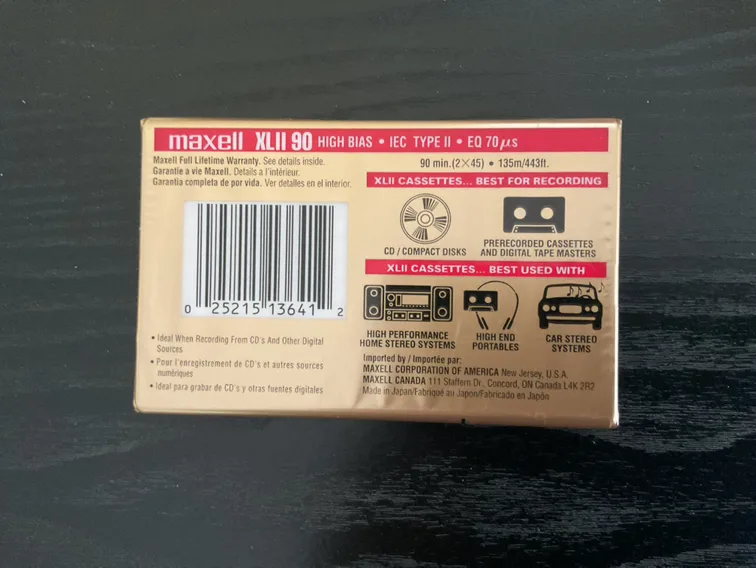 maxell XLII 90 HIGH BIAS • IEC TYPE II • EQ 70 µs
Maxell Full Lifetime Warranty. See details inside.
Garantie a vie Maxell. Details a l'intérieur.
Garantia completa de por vida. Ver detalles en el interior.
90 min.(2×45) • 135m/443ft.
XLII CASSETTES... BEST FOR RECORDING
CD / COMPACT DISKS
PRERECORDED CASSETTES
AND DIGITAL TAPE MASTERS
XLII CASSETTES... BEST USED WITH
HIGH PERFORMANCE
HOME STEREO SYSTEMS
HIGH END
PORTABLES
CAR STEREO
SYSTEMS
0 25215 13641 2
• Ideal When Recording From CD's And Other Digital
Sources
• Pour l'enregistrement de CD's et autres sources
numériques
• Ideal para grabar de CD's y otras fuentes digitales
Imported by / Importée par:
MAXELL CORPORATION OF AMERICA New Jersey, U.S.A.
MAXELL CANADA 111 Staffern Dr., Concord, ON Canada L4K 2R2
Made in Japan/Fabriqué au Japon/Fabricado en Japón